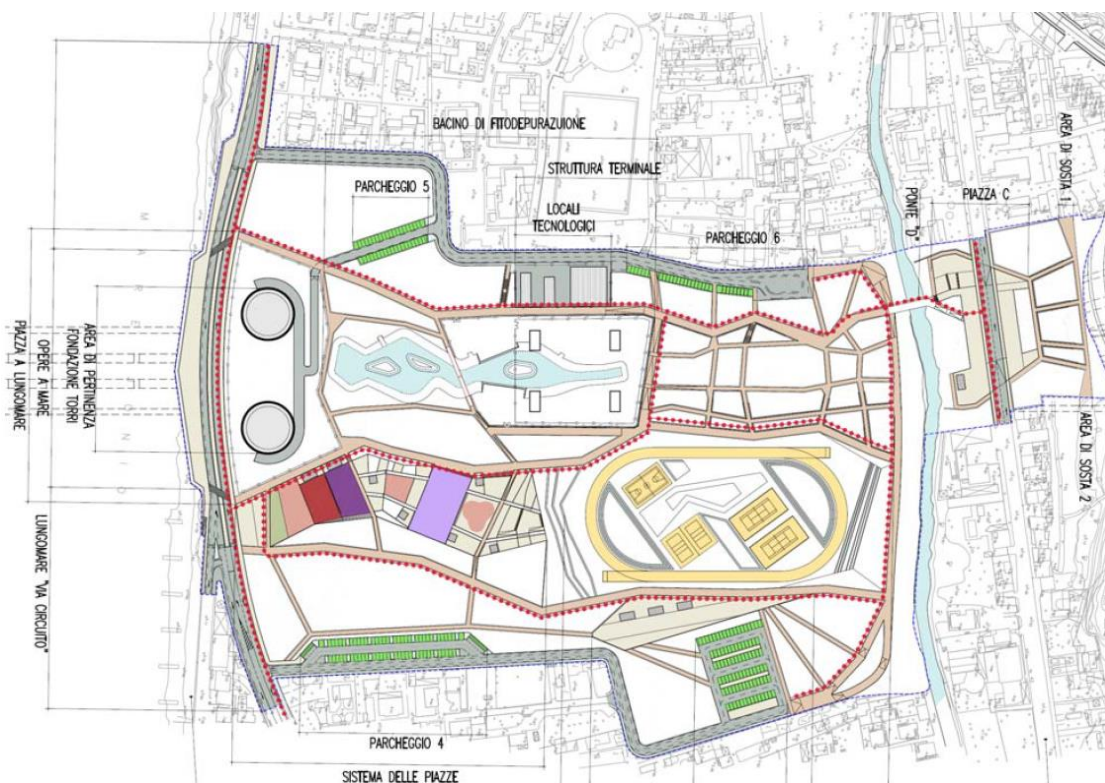 BACINO DI FITODEPURAZUIONE
STRUTTURA TERMINALE
PARCHEGGIO 5
LOCALI
TECNOLOGICI
PARCHEGGIO 6
PONTE "D"
PIAZZA C
AREA DI SOSTA 1
AREA DI SOSTA 2
MARE IONIO
AREA DI PERTINENZA
FONDAZIONE TORRI
OPERE A MARE
PIAZZA A LUNGOMARE
LUNGOMARE "VIA CIRCUITO"
PARCHEGGIO 4
SISTEMA DELLE PIAZZE